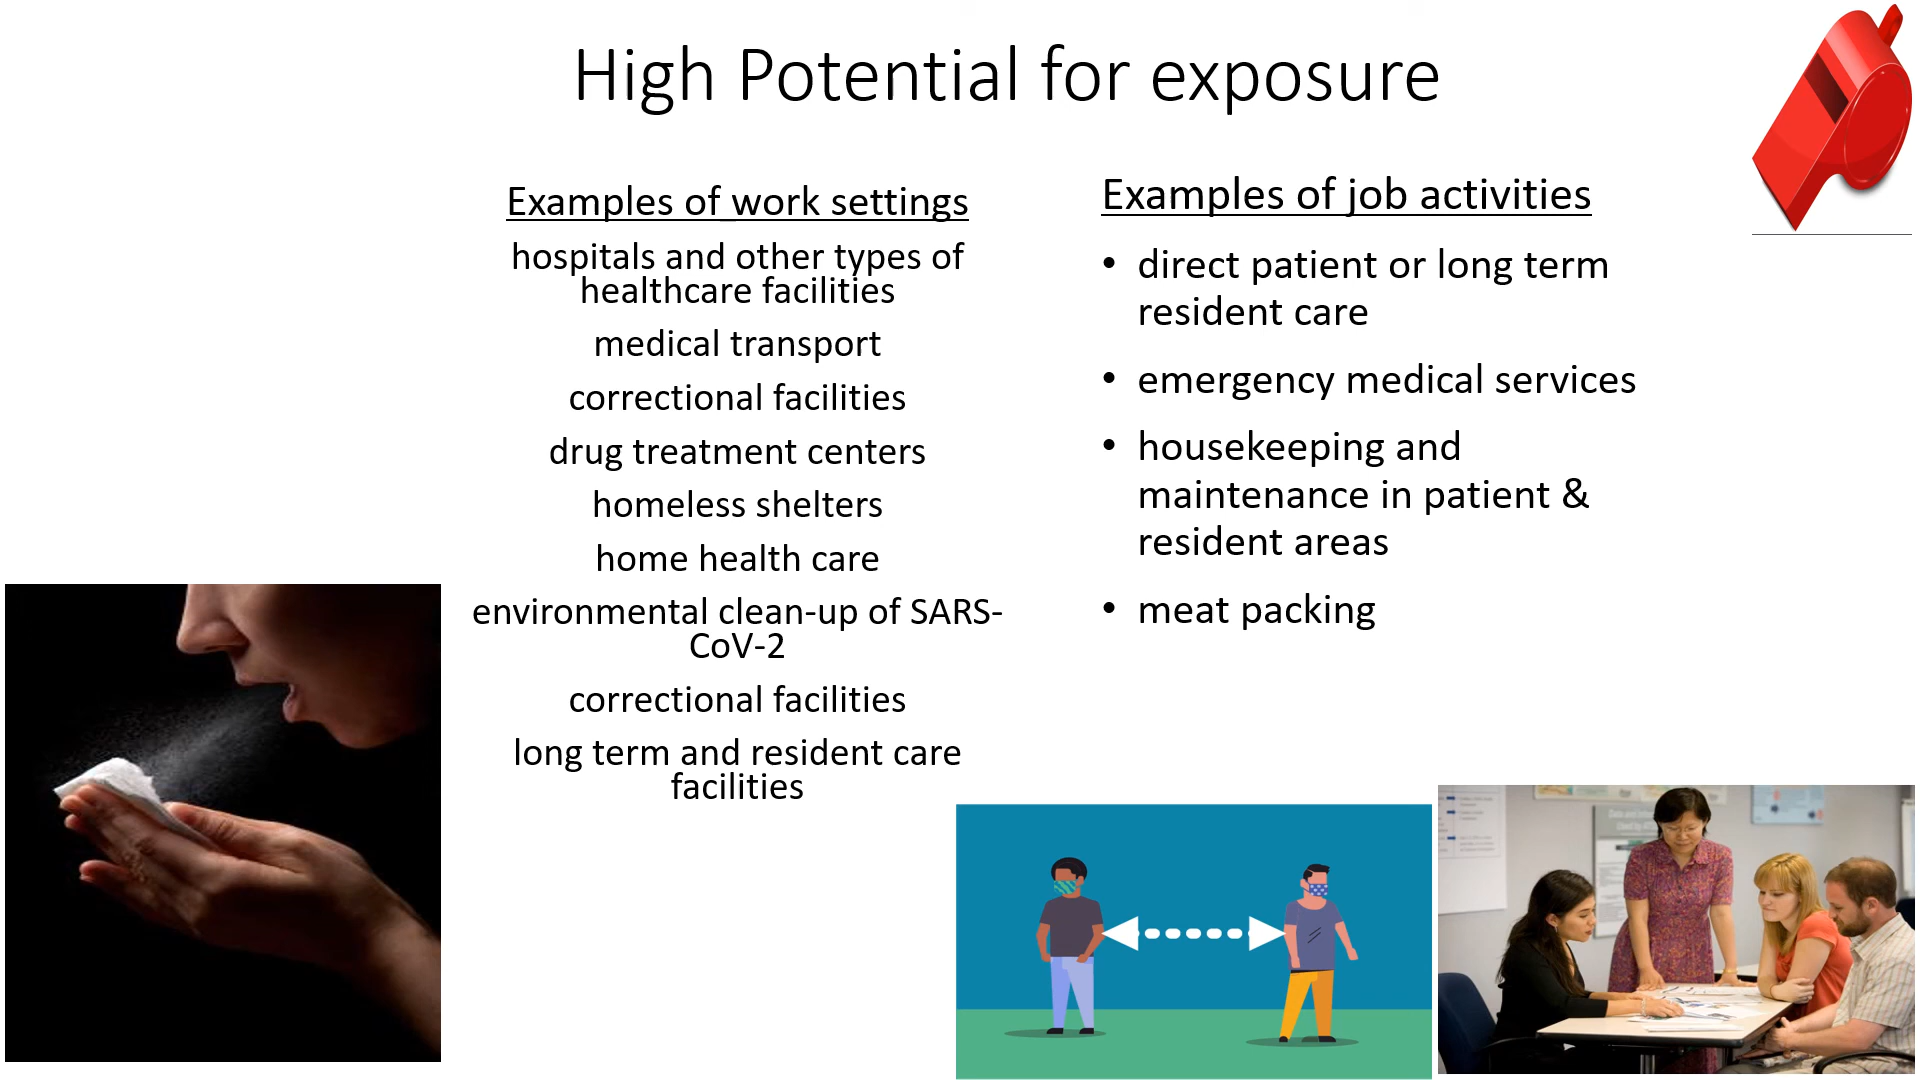 High Potential for exposure
Examples of work settings
hospitals and other types of
healthcare facilities
medical transport
correctional facilities
drug treatment centers
homeless shelters
home health care
environmental clean-up of SARS-
CoV-2
correctional facilities
long term and resident care
facilities
Examples of job activities
• direct patient or long term
resident care
• emergency medical services
• housekeeping and
maintenance in patient &
resident areas
• meat packing